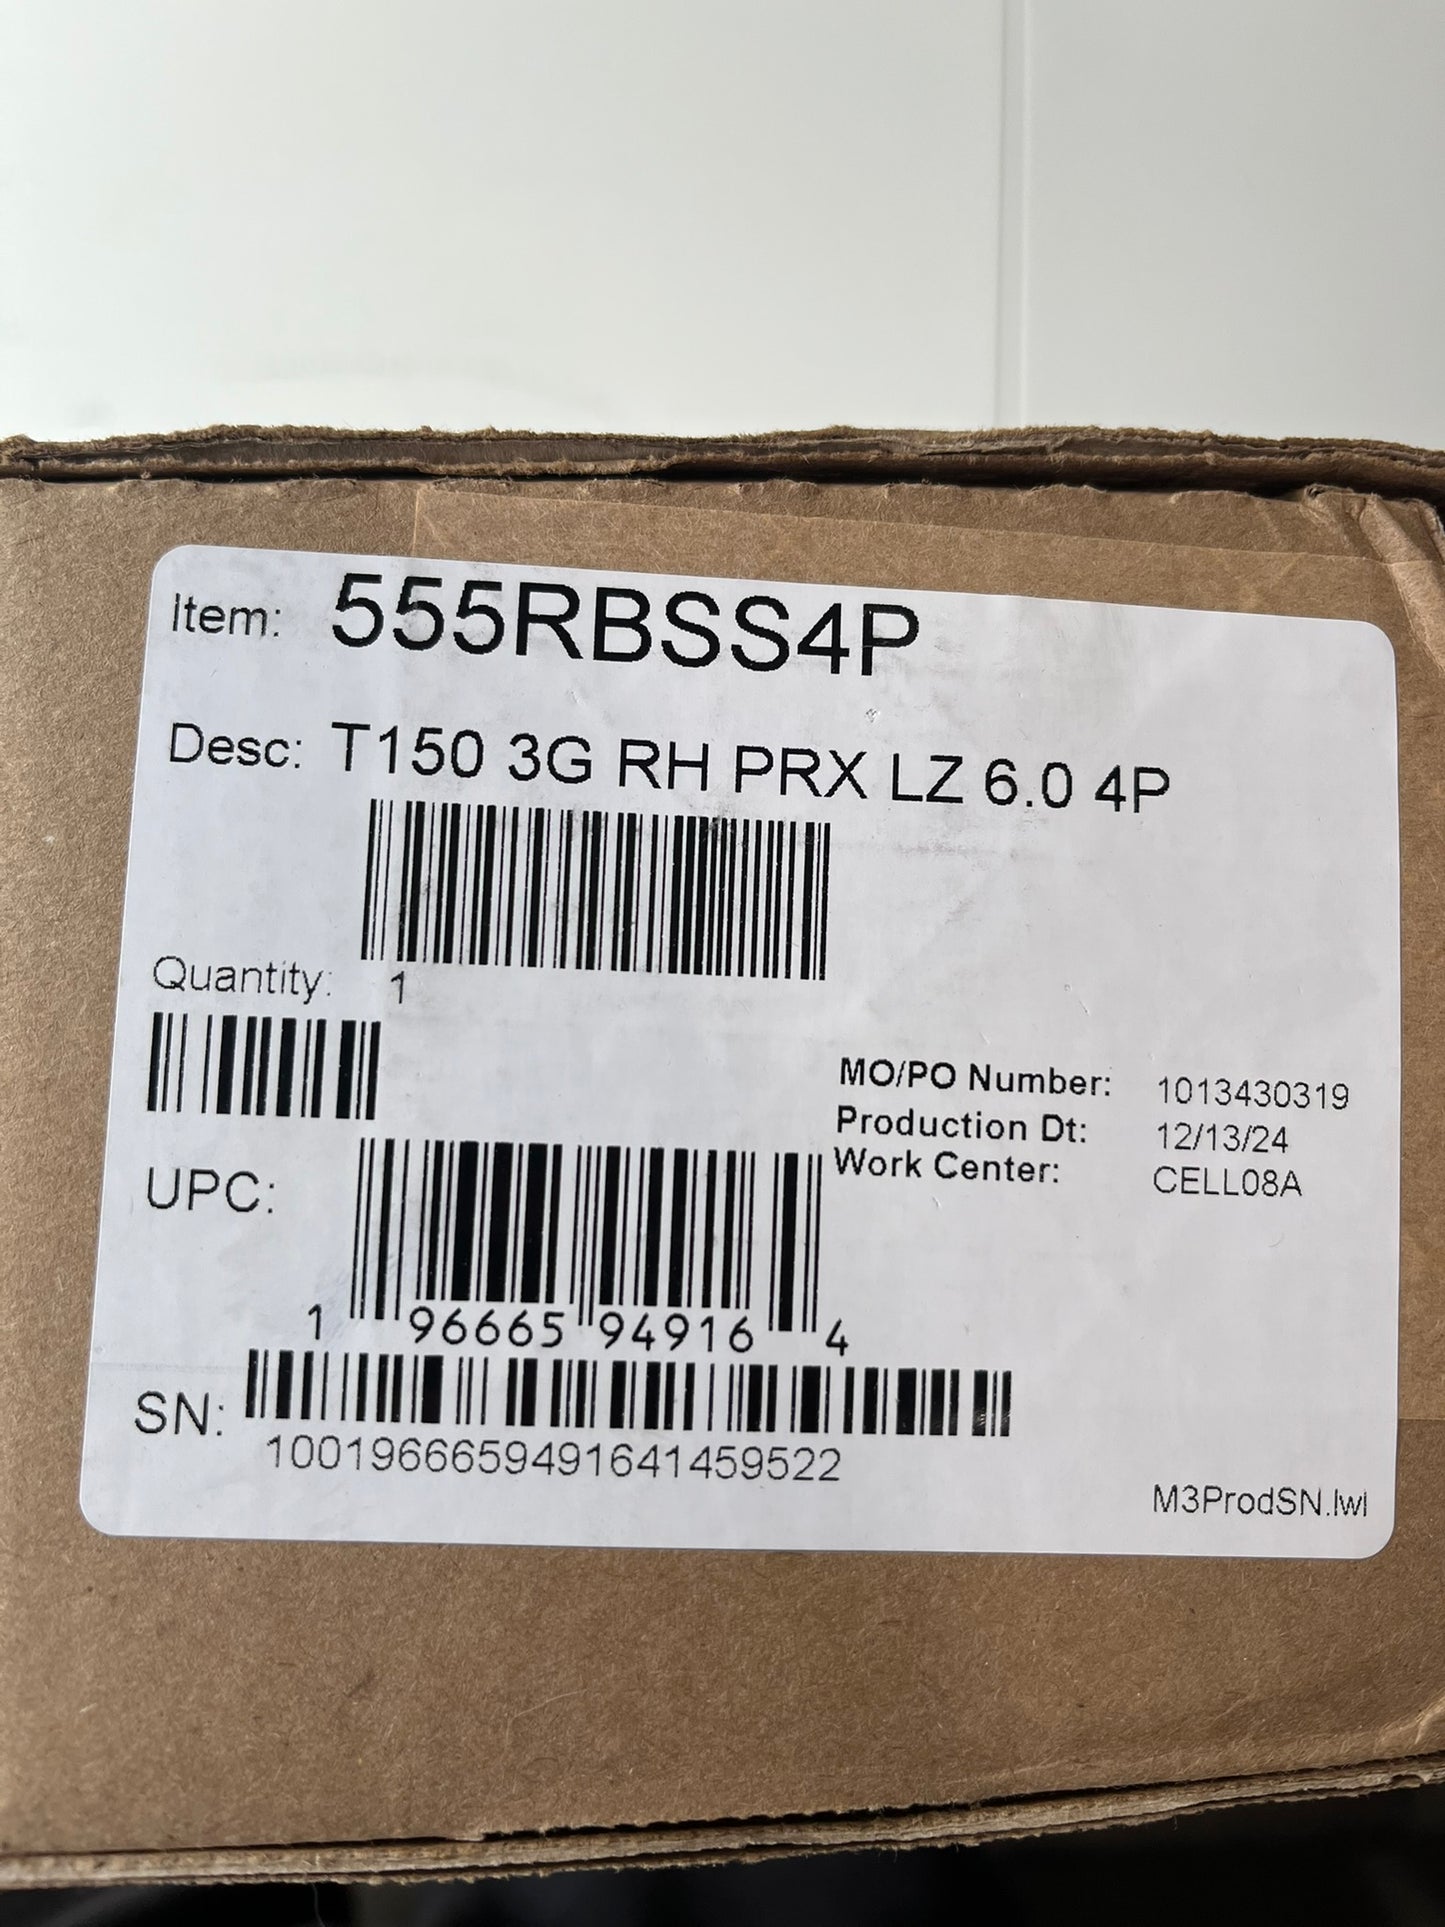 Item: 555RBSS4P
Desc: T150 3G RH PRX LZ 6.0 4P
Quantity: 1
MO/PO Number: 1013430319
Production Dt: 12/13/24
Work Center: CELL08A
UPC:
1 96665 94916 4
SN:
10019666594916414595​22
M3ProdSN.lwl